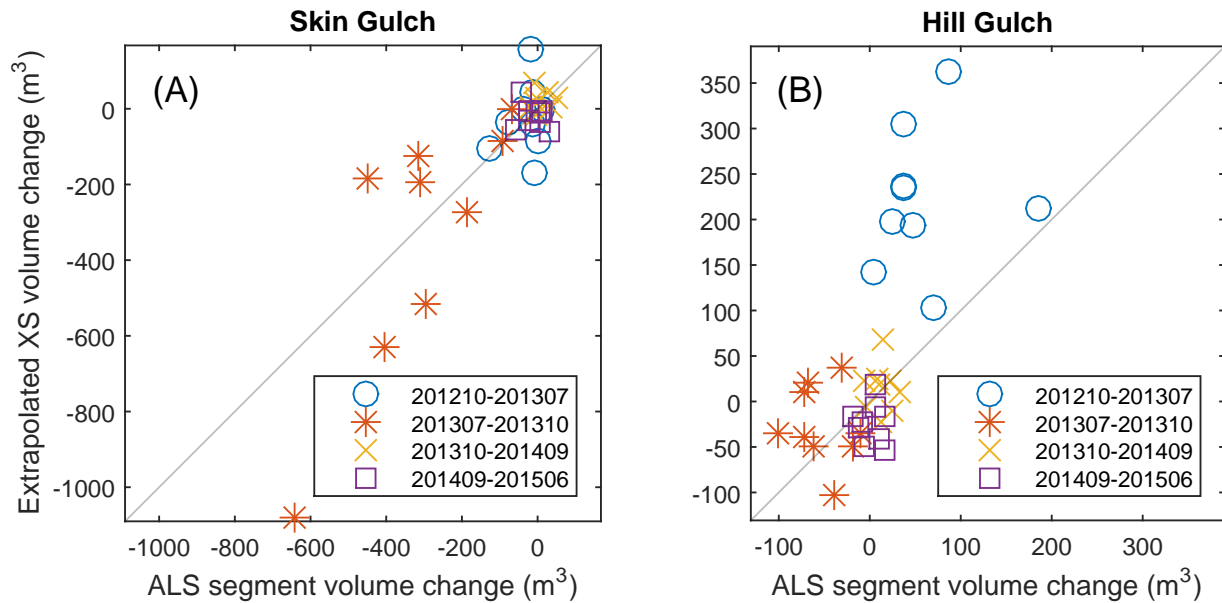 Skin Gulch
Hill Gulch
(A)
(B)
Extrapolated XS volume change (m³)
0
-200
-400
-600
-800
-1000
-1000 -800 -600 -400 -200 0
ALS segment volume change (m³)
201210-201307
201307-201310
201310-201409
201409-201506
350
300
250
200
150
100
50
0
-50
-100
-100 0 100 200 300
ALS segment volume change (m³)
201210-201307
201307-201310
201310-201409
201409-201506